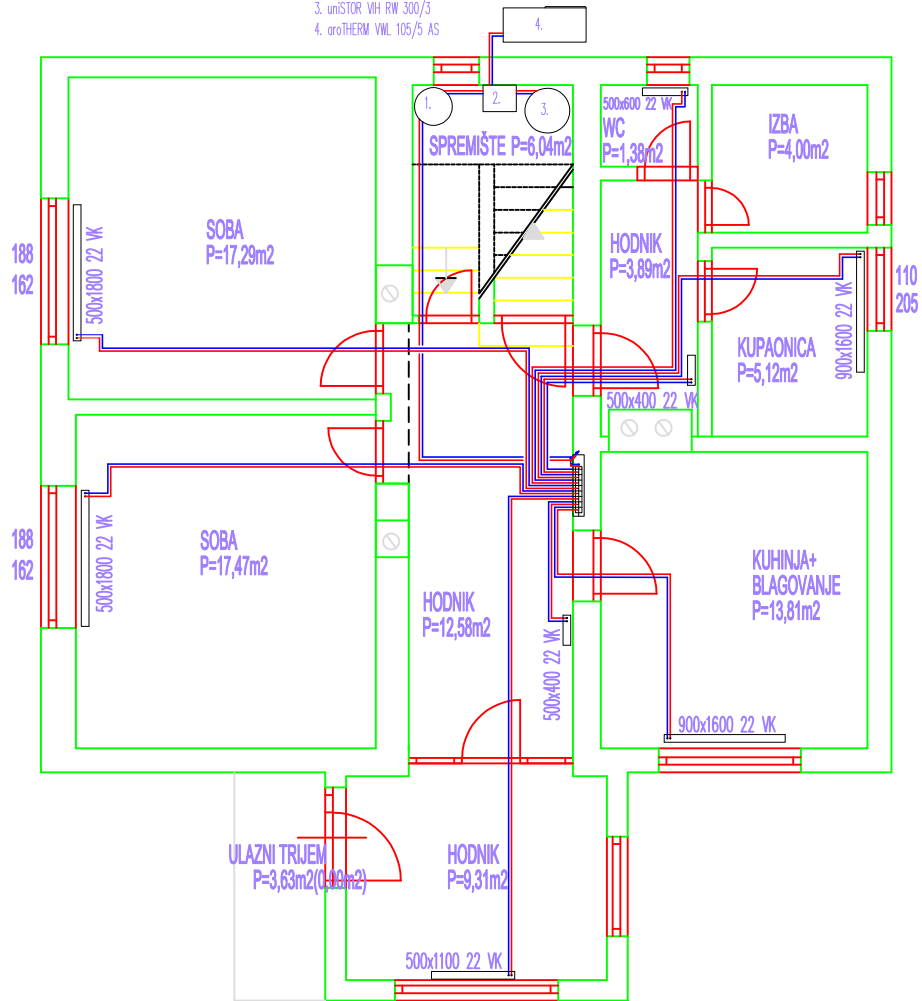 3. uniSTOR VIH RW 300/3
4. aroTHERM VWL 105/5 AS
4.
1.
2.
3.
500x600 22 VK
WC
P=1,38m2
SPREMIŠTE P=6,04m2
IZBA
P=4,00m2
SOBA
P=17,29m2
188
162
500x1800 22 VK
HODNIK
P=3,89m2
110
205
900x1600 22 VK
KUPAONICA
P=5,12m2
500x400 22 VK
SOBA
P=17,47m2
188
162
500x1800 22 VK
HODNIK
P=12,58m2
500x400 22 VK
KUHINJA+
BLAGOVANJE
P=13,81m2
900x1600 22 VK
ULAZNI TRIJEM
P=3,63m2(0,00m2)
HODNIK
P=9,31m2
500x1100 22 VK